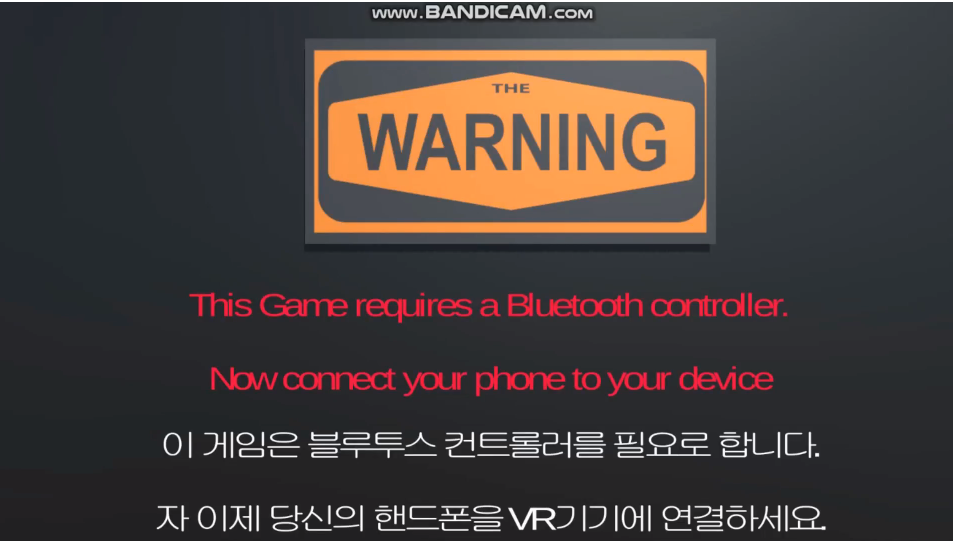 www.BANDICAM.com
THE
WARNING
This Game requires a Bluetooth controller.
Now connect your phone to your device
이 게임은 블루투스 컨트롤러를 필요로 합니다.
자 이제 당신의 핸드폰을 VR기기에 연결하세요.